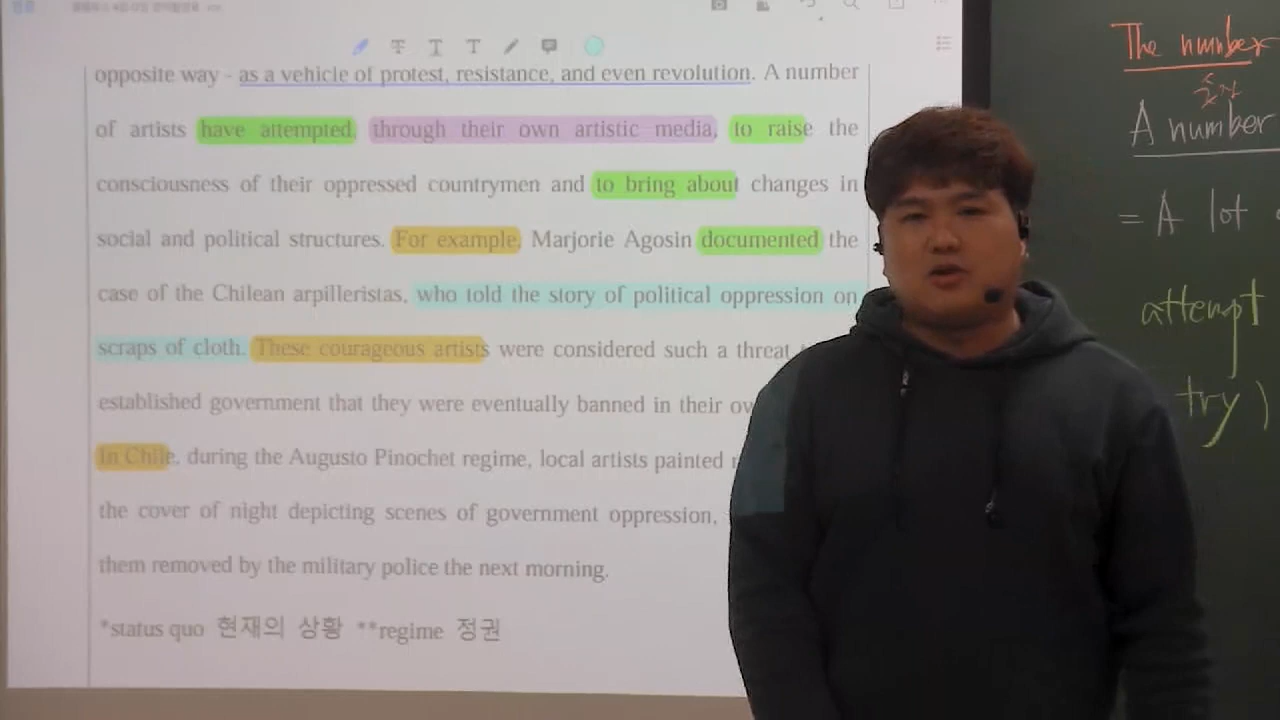 opposite way - as a vehicle of protest, resistance, and even revolution. A number
of artists have attempted, through their own artistic media, to raise the
consciousness of their oppressed countrymen and to bring about changes in
social and political structures. For example, Marjorie Agosin documented the
case of the Chilean arpilleristas, who told the story of political oppression on
scraps of cloth. These courageous artists were considered such a threat
established government that they were eventually banned in their
In Chile, during the Augusto Pinochet regime, local artists painted
the cover of night depicting scenes of government oppression,
them removed by the military police the next morning.
*status quo 현재의 상황 **regime 정권
The number
숫자
A number
= A lot
attempt
try)